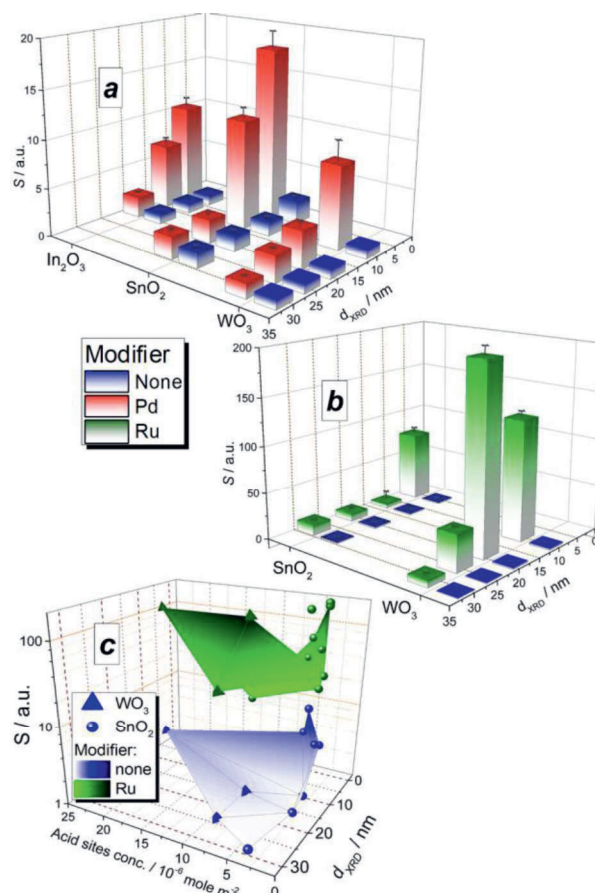 20
15
10
5
0
S / a.u.
a
In₂O₃
SnO₂
WO₃
35
30
25
20
15
10
5
0
d_XRD / nm
Modifier
None
Pd
Ru
200
150
100
50
0
S / a.u.
b
SnO₂
WO₃
35
30
25
20
15
10
5
0
d_XRD / nm
100
10
1
S / a.u.
c
WO₃
SnO₂
Modifier:
none
Ru
25
20
15
10
5
0
Acid sites conc. / 10⁻⁶ mole m⁻²
0
10
20
30
d_XRD / nm